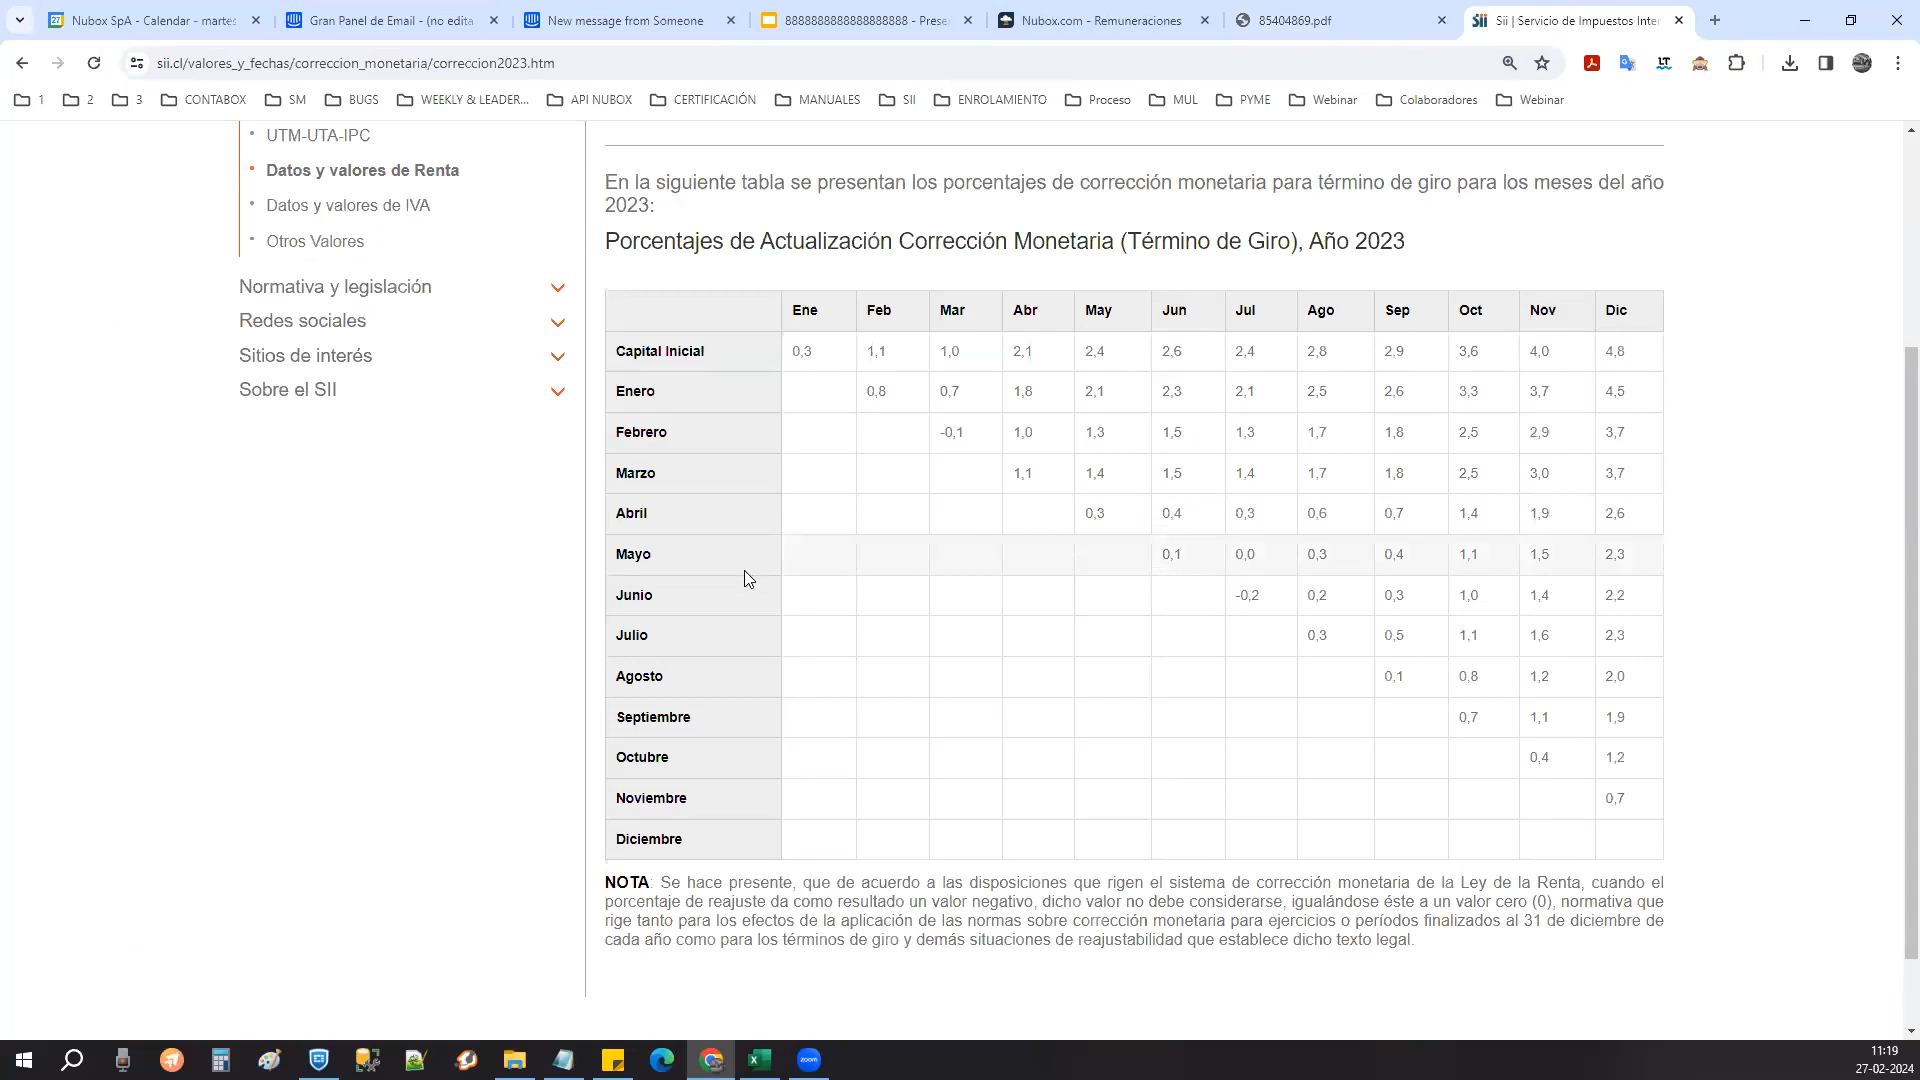 Nubox SpA - Calendar - martes
Gran Panel de Email - (no edita
New message from Someone
8888888888888888888 - Prese
Nubox.com - Remuneraciones
85404869.pdf
Sii | Servicio de Impuestos Inter
sii.cl/valores_y_fechas/correccion_monetaria/correccion2023.htm
1 2 3 CONTABOX SM BUGS WEEKLY & LEADER... API NUBOX CERTIFICACIÓN MANUALES SII ENROLAMIENTO Proceso MUL PYME Webinar Colaboradores Webinar
UTM-UTA-IPC
Datos y valores de Renta
Datos y valores de IVA
Otros Valores
Normativa y legislación
Redes sociales
Sitios de interés
Sobre el SII
En la siguiente tabla se presentan los porcentajes de corrección monetaria para término de giro para los meses del año
2023:
Porcentajes de Actualización Corrección Monetaria (Término de Giro), Año 2023
Ene Feb Mar Abr May Jun Jul Ago Sep Oct Nov Dic
Capital Inicial 0,3 1,1 1,0 2,1 2,4 2,6 2,4 2,8 2,9 3,6 4,0 4,8
Enero 0,8 0,7 1,8 2,1 2,3 2,1 2,5 2,6 3,3 3,7 4,5
Febrero -0,1 1,0 1,3 1,5 1,3 1,7 1,8 2,5 2,9 3,7
Marzo 1,1 1,4 1,5 1,4 1,7 1,8 2,5 3,0 3,7
Abril 0,3 0,4 0,3 0,6 0,7 1,4 1,9 2,6
Mayo 0,1 0,0 0,3 0,4 1,1 1,5 2,3
Junio -0,2 0,2 0,3 1,0 1,4 2,2
Julio 0,3 0,5 1,1 1,6 2,3
Agosto 0,1 0,8 1,2 2,0
Septiembre 0,7 1,1 1,9
Octubre 0,4 1,2
Noviembre 0,7
Diciembre
NOTA: Se hace presente, que de acuerdo a las disposiciones que rigen el sistema de corrección monetaria de la Ley de la Renta, cuando el
porcentaje de reajuste da como resultado un valor negativo, dicho valor no debe considerarse, igualándose éste a un valor cero (0), normativa que
rige tanto para los efectos de la aplicación de las normas sobre corrección monetaria para ejercicios o períodos finalizados al 31 de diciembre de
cada año como para los términos de giro y demás situaciones de reajustabilidad que establece dicho texto legal.
zoom
11:19
27-02-2024